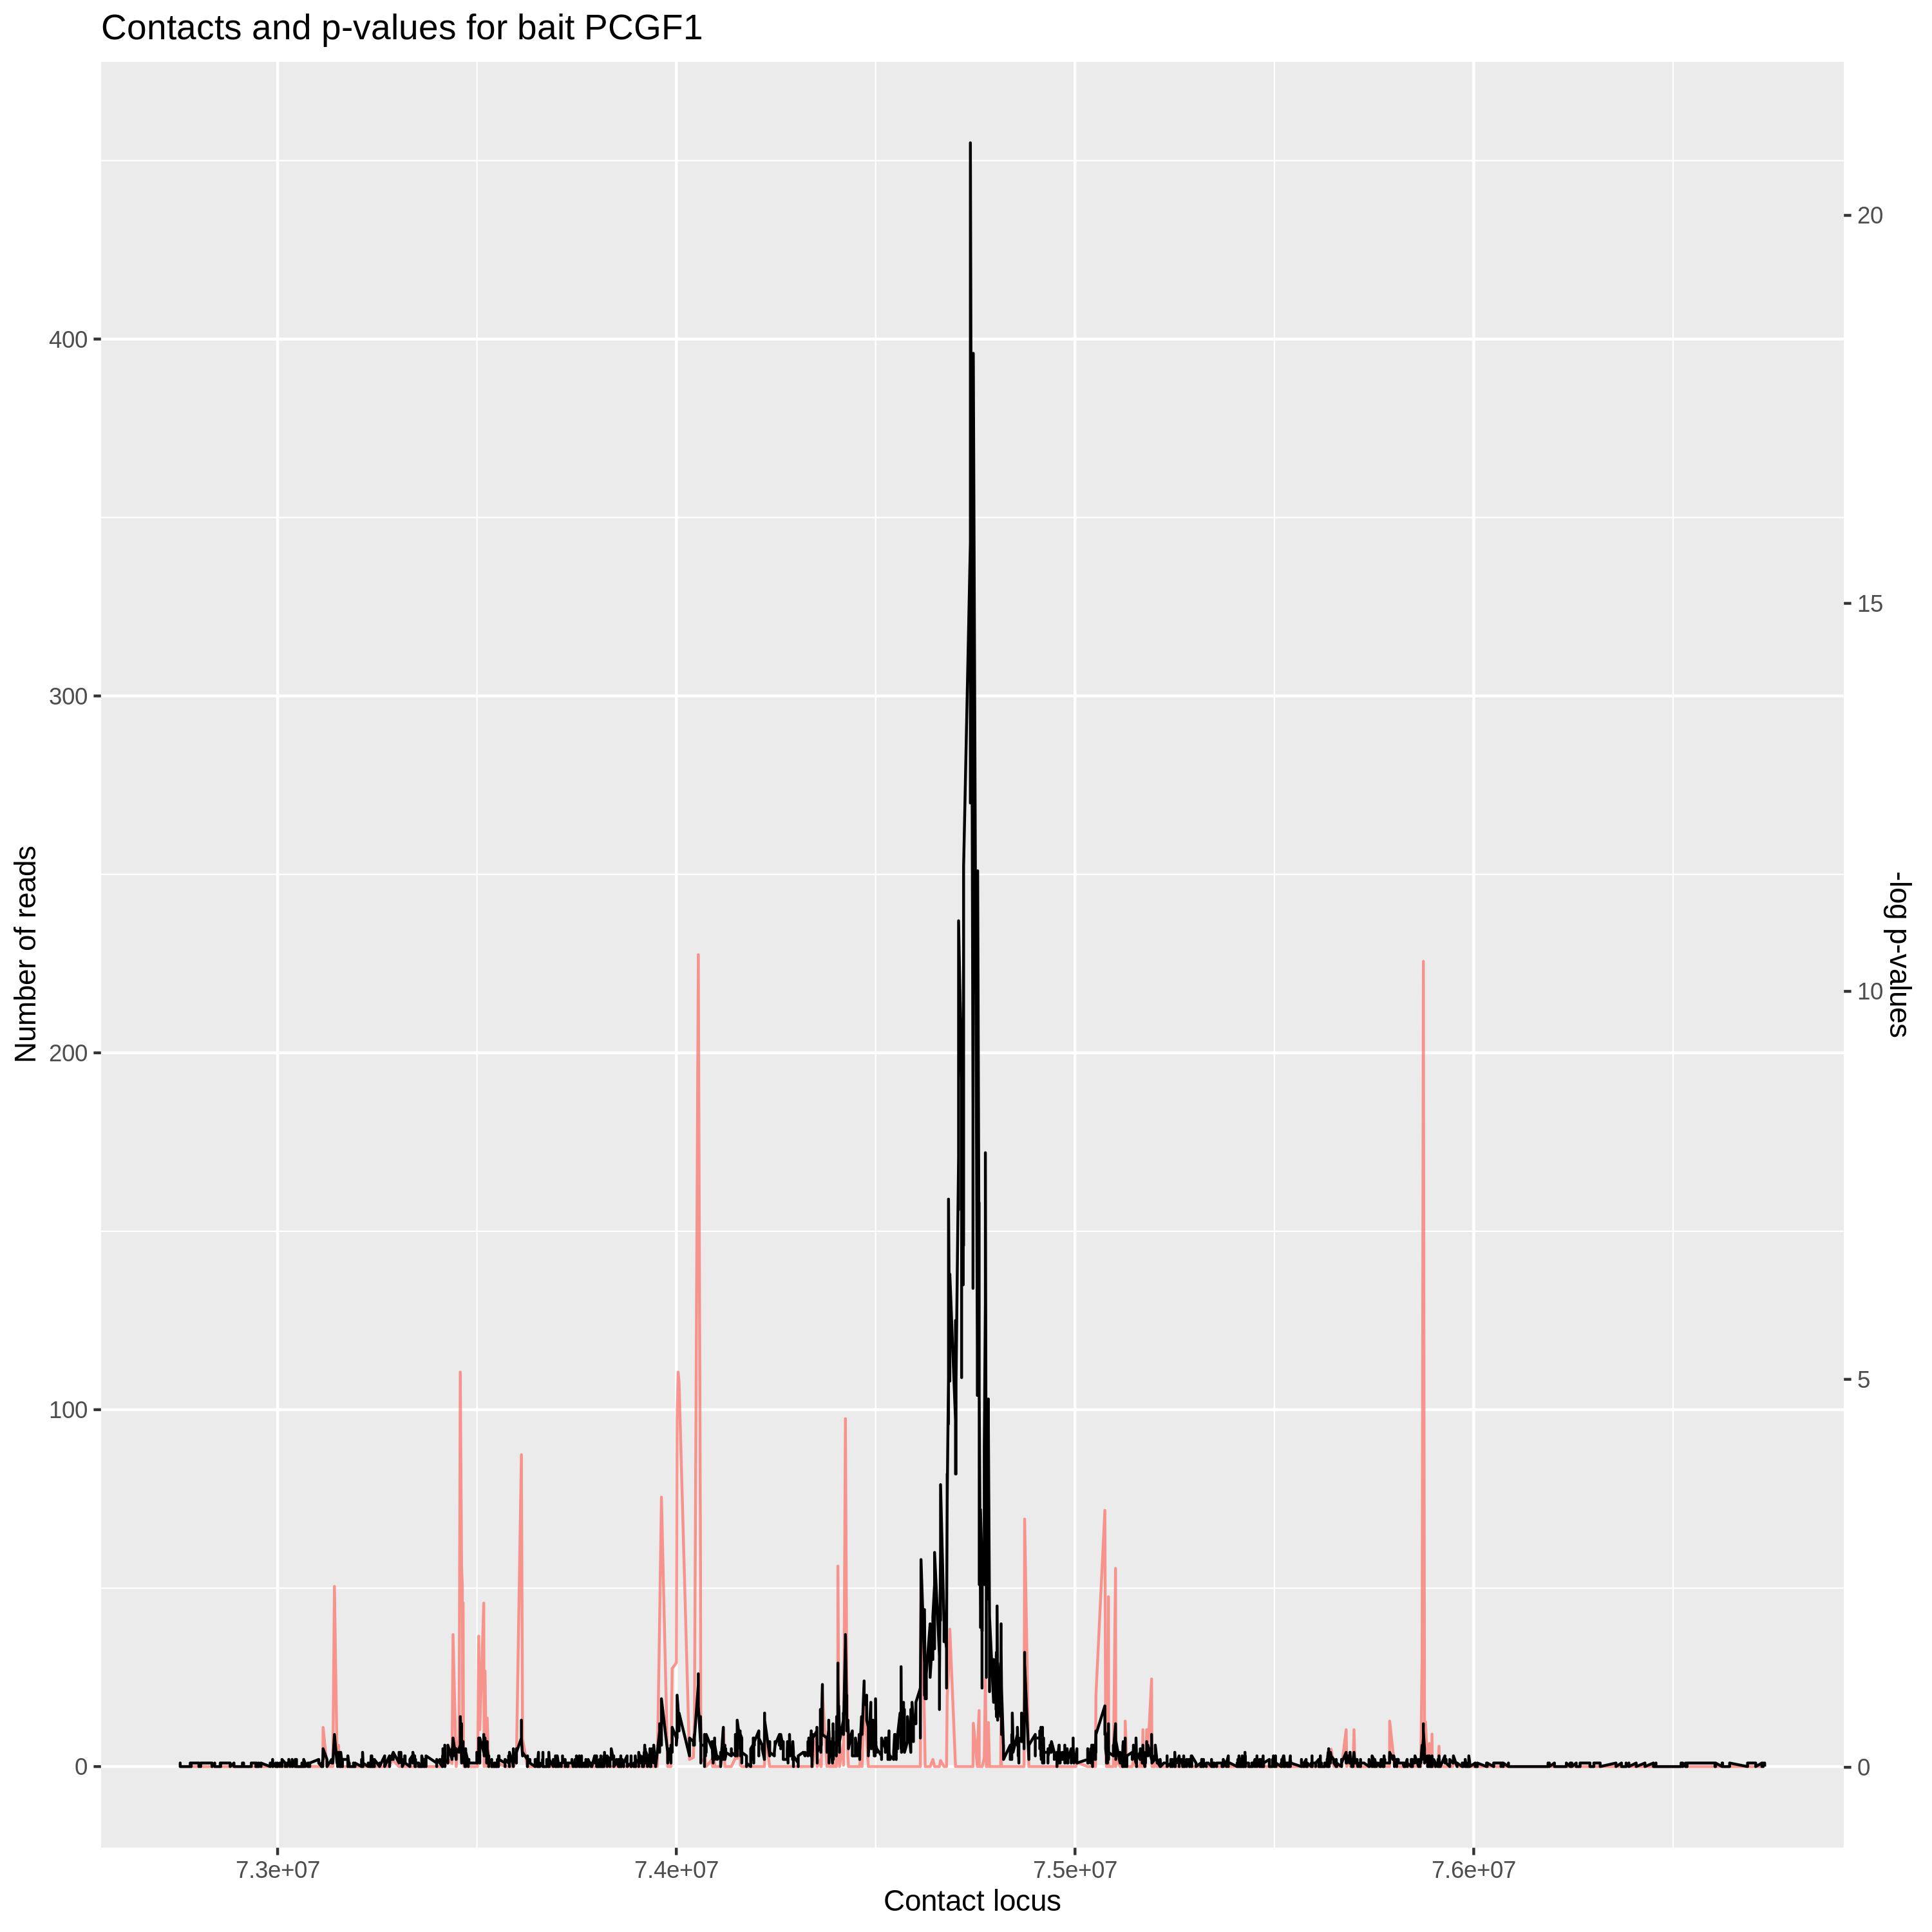 Contacts and p-values for bait PCGF1
Number of reads
400
300
200
100
0
20
15
10
5
0
-log p-values
7.3e+07
7.4e+07
7.5e+07
7.6e+07
Contact locus